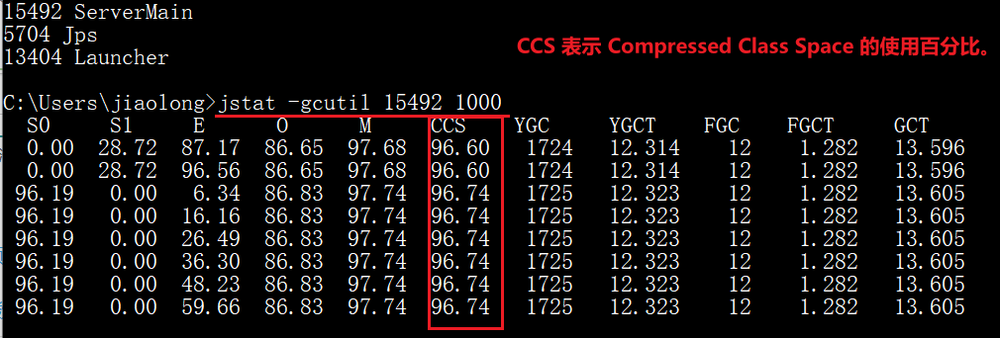 15492 ServerMain
5704 Jps
13404 Launcher
CCS 表示 Compressed Class Space 的使用百分比。
C:\Users\jiaolong>jstat -gcutil 15492 1000
S0 S1 E O M CCS YGC YGCT FGC FGCT GCT
0.00 28.72 87.17 86.65 97.68 96.60 1724 12.314 12 1.282 13.596
0.00 28.72 96.56 86.65 97.68 96.60 1724 12.314 12 1.282 13.596
96.19 0.00 6.34 86.83 97.74 96.74 1725 12.323 12 1.282 13.605
96.19 0.00 16.16 86.83 97.74 96.74 1725 12.323 12 1.282 13.605
96.19 0.00 26.49 86.83 97.74 96.74 1725 12.323 12 1.282 13.605
96.19 0.00 36.30 86.83 97.74 96.74 1725 12.323 12 1.282 13.605
96.19 0.00 48.23 86.83 97.74 96.74 1725 12.323 12 1.282 13.605
96.19 0.00 59.66 86.83 97.74 96.74 1725 12.323 12 1.282 13.605